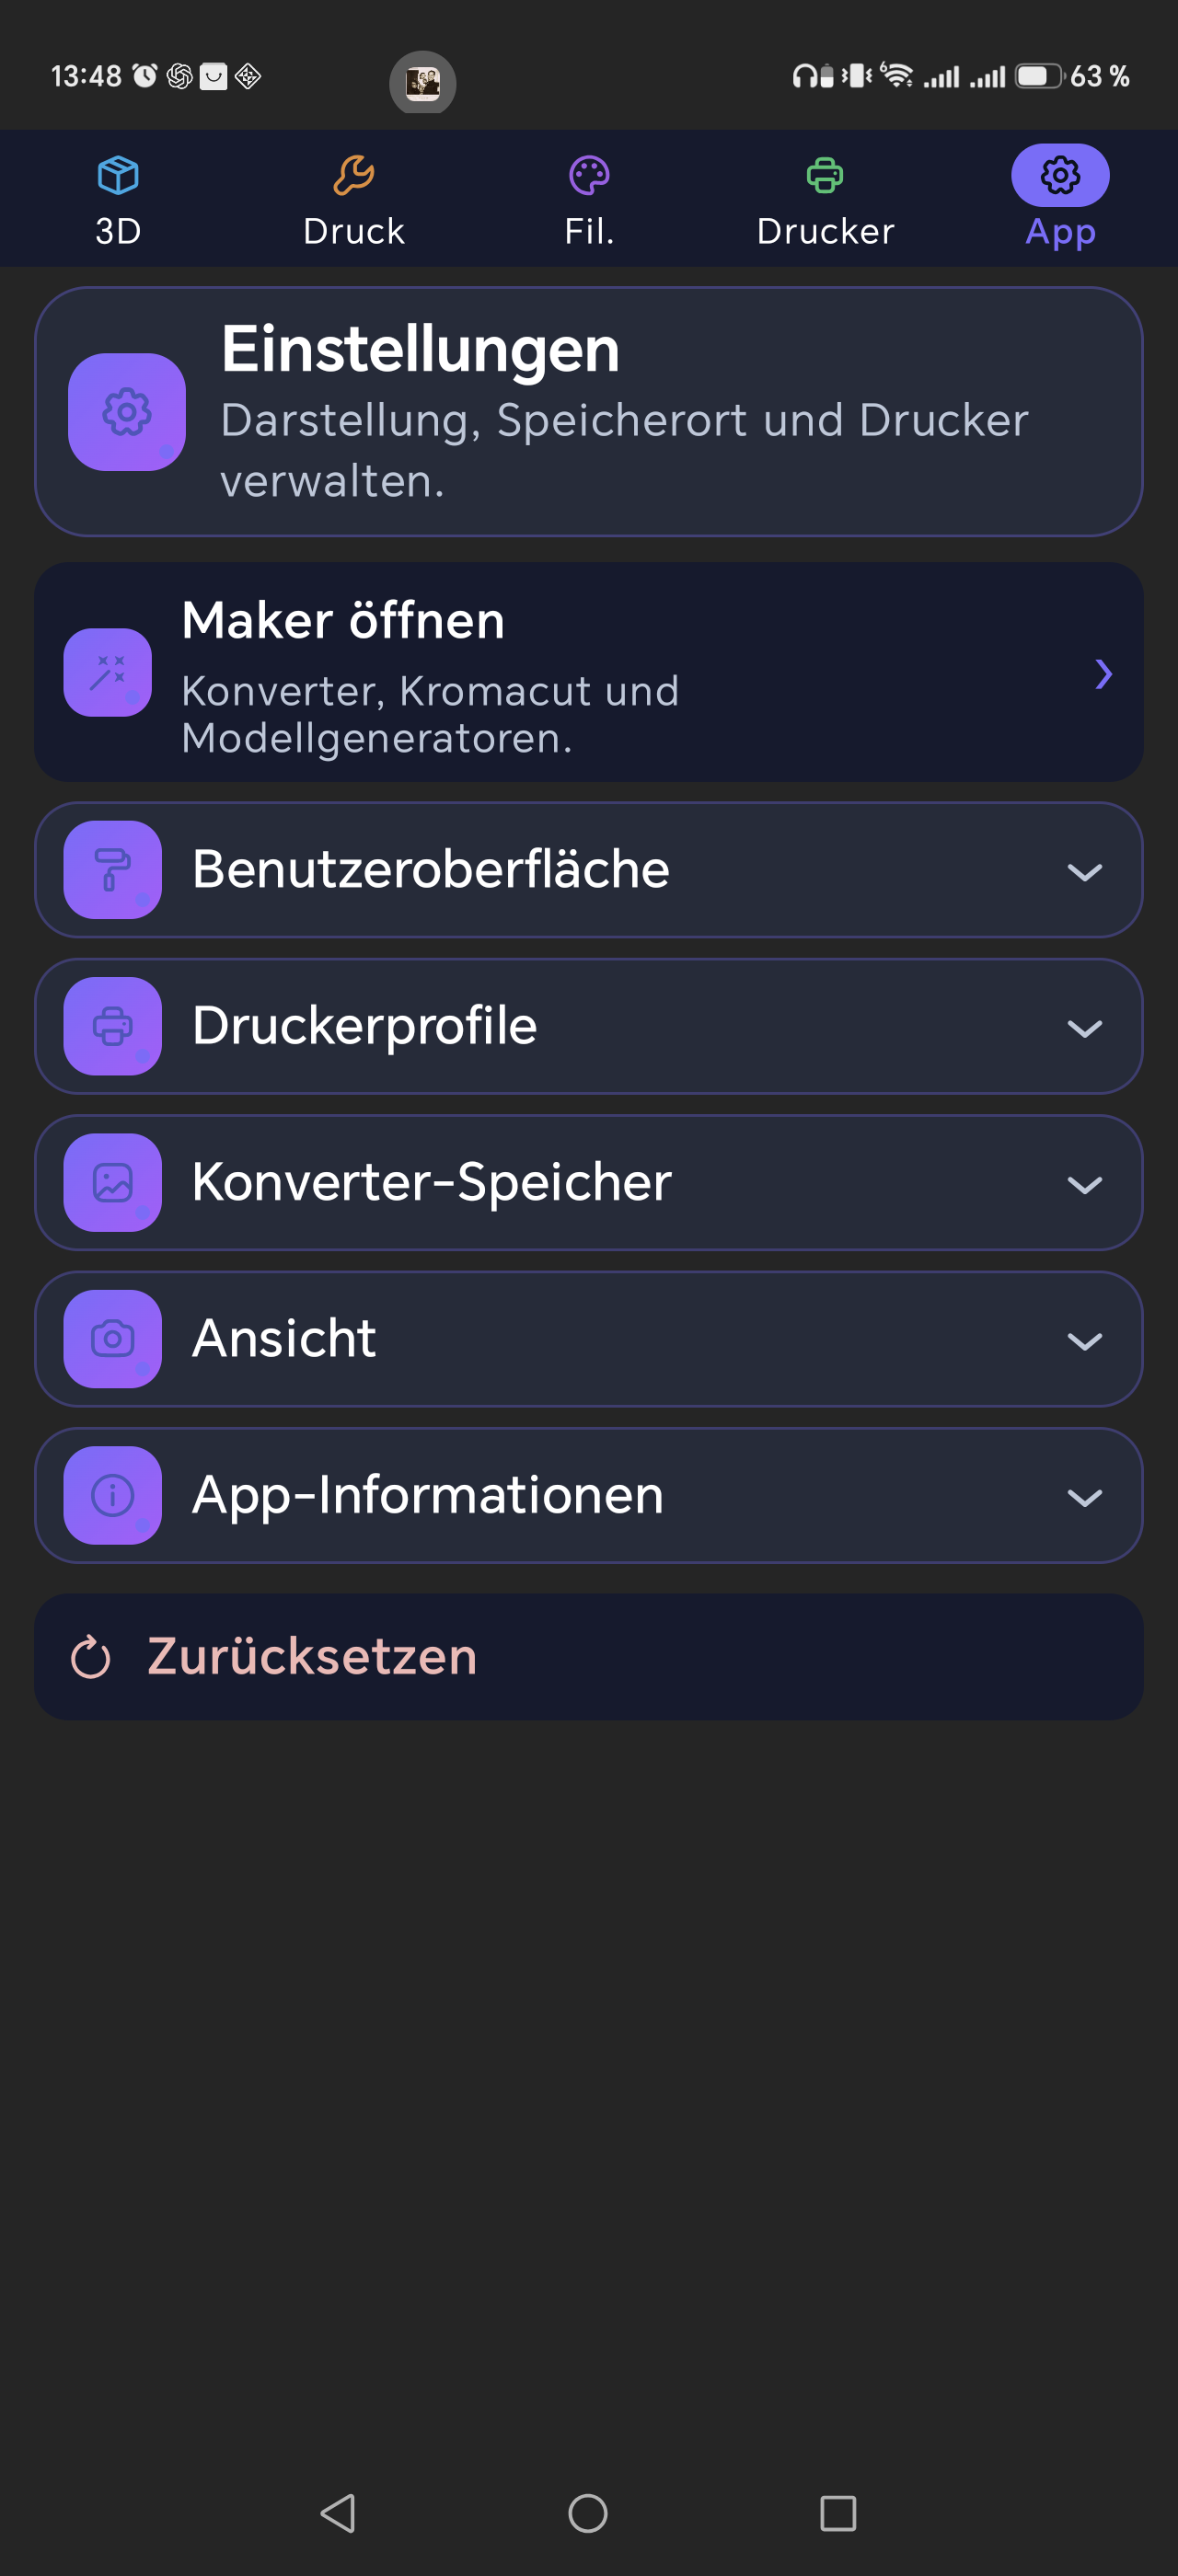 13:48
63 %
3D
Druck
Fil.
Drucker
App
Einstellungen
Darstellung, Speicherort und Drucker
verwalten.
Maker öffnen
Konverter, Kromacut und
Modellgeneratoren.
Benutzeroberfläche
Druckerprofile
Konverter-Speicher
Ansicht
App-Informationen
Zurücksetzen